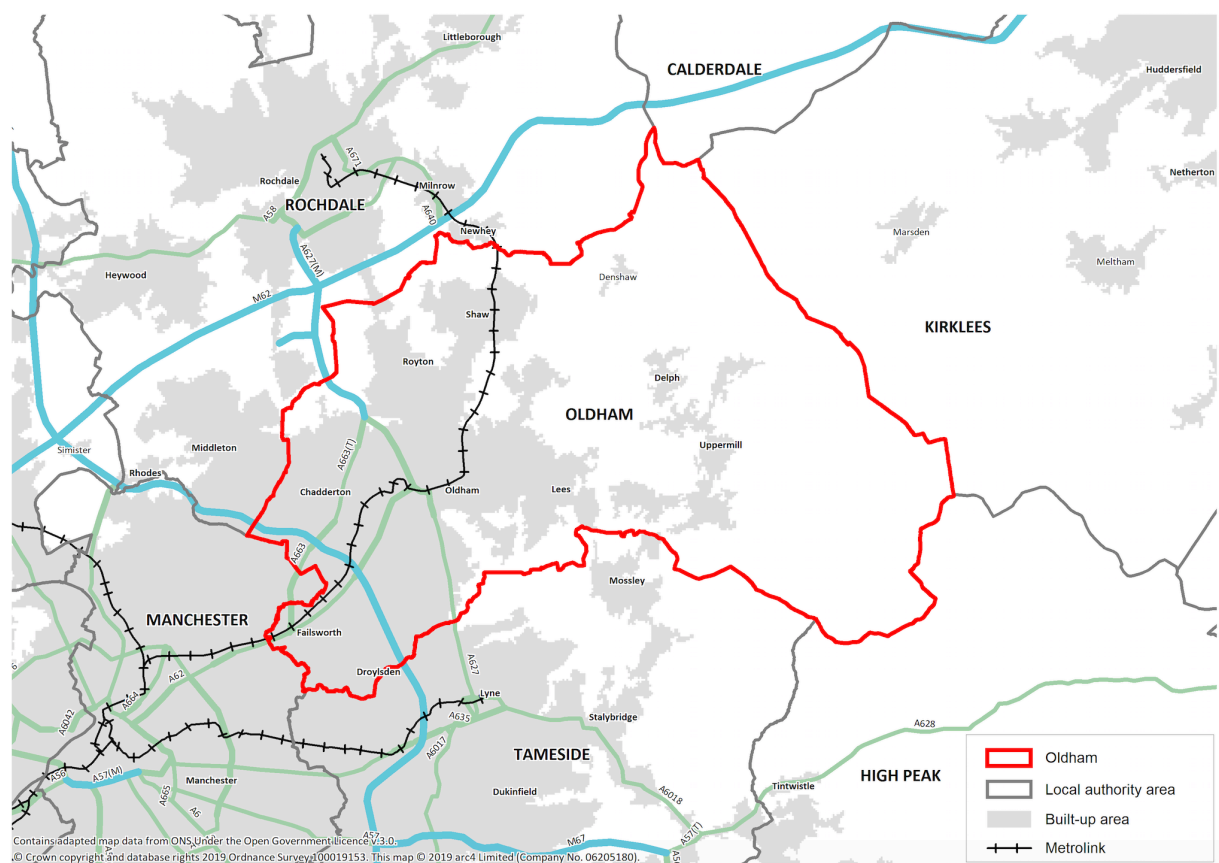 Littleborough
CALDERDALE
Huddersfield
A671
Rochdale
Milnrow
Netherton
ROCHDALE
A58
A640
Newhey
Marsden
A627(M)
Meltham
Heywood
Denshaw
M62
Shaw
KIRKLEES
Royton
Delph
OLDHAM
Middleton
Uppermill
Simister
A663(T)
Rhodes
Chadderton
Oldham
Lees
A663
Mossley
MANCHESTER
Failsworth
A62
Droylsden
A627
A664
Lyne
A6042
A635
Stalybridge
A628
A6017
TAMESIDE
A56
A57(M)
Manchester
HIGH PEAK
Tintwistle
A665
Dukinfield
A6018
A6
A57(T)
A57
M67
Oldham
Local authority area
Built-up area
Metrolink
Contains adapted map data from ONS Under the Open Government Licence v.3.0.
© Crown copyright and database rights 2019 Ordnance Survey 100019153. This map © 2019 arc4 Limited (Company No. 06205180).